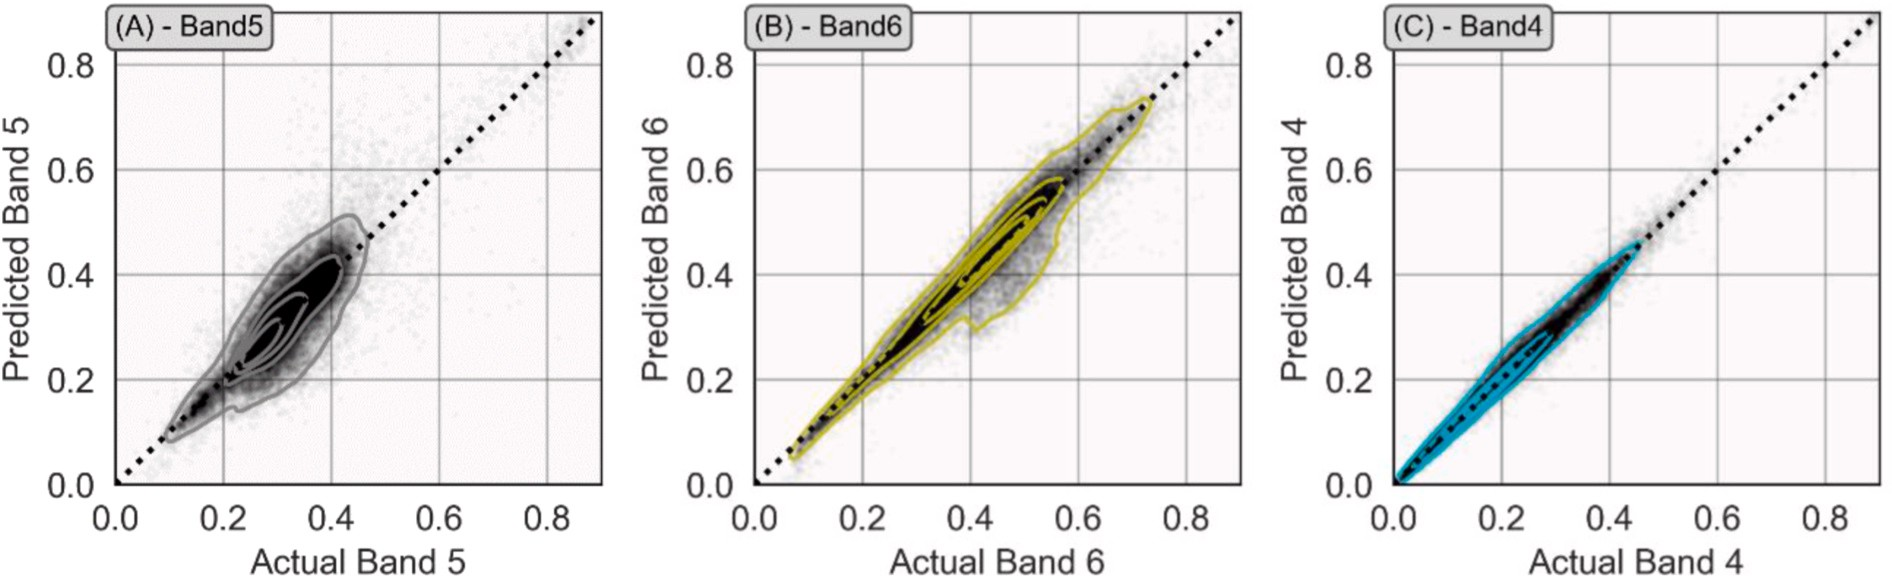 (A) - Band5
Predicted Band 5
0.8
0.6
0.4
0.2
0.0
0.0 0.2 0.4 0.6 0.8
Actual Band 5
(B) - Band6
Predicted Band 6
0.8
0.6
0.4
0.2
0.0
0.0 0.2 0.4 0.6 0.8
Actual Band 6
(C) - Band4
Predicted Band 4
0.8
0.6
0.4
0.2
0.0
0.0 0.2 0.4 0.6 0.8
Actual Band 4